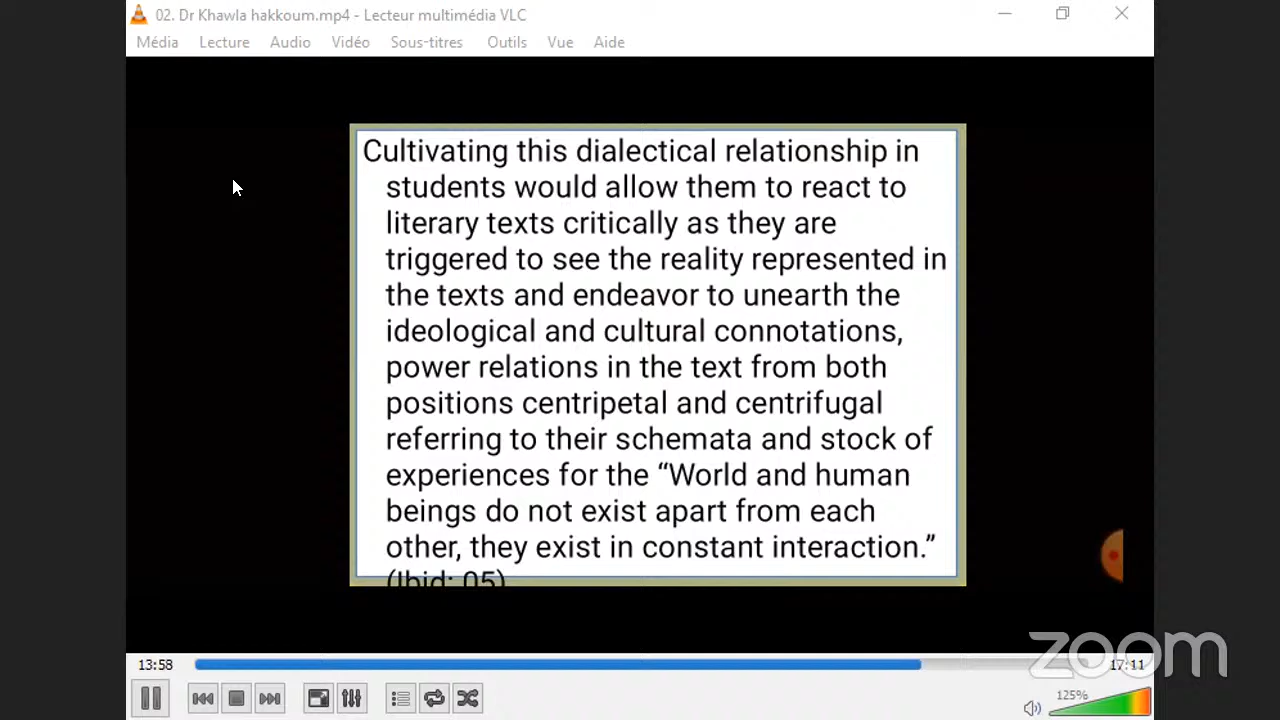 02. Dr Khawla hakkoum.mp4 - Lecteur multimédia VLC
Média Lecture Audio Vidéo Sous-titres Outils Vue Aide
Cultivating this dialectical relationship in
students would allow them to react to
literary texts critically as they are
triggered to see the reality represented in
the texts and endeavor to unearth the
ideological and cultural connotations,
power relations in the text from both
positions centripetal and centrifugal
referring to their schemata and stock of
experiences for the “World and human
beings do not exist apart from each
other, they exist in constant interaction.”
(Ibid: 05)
zoom
13:58 17:11
125%